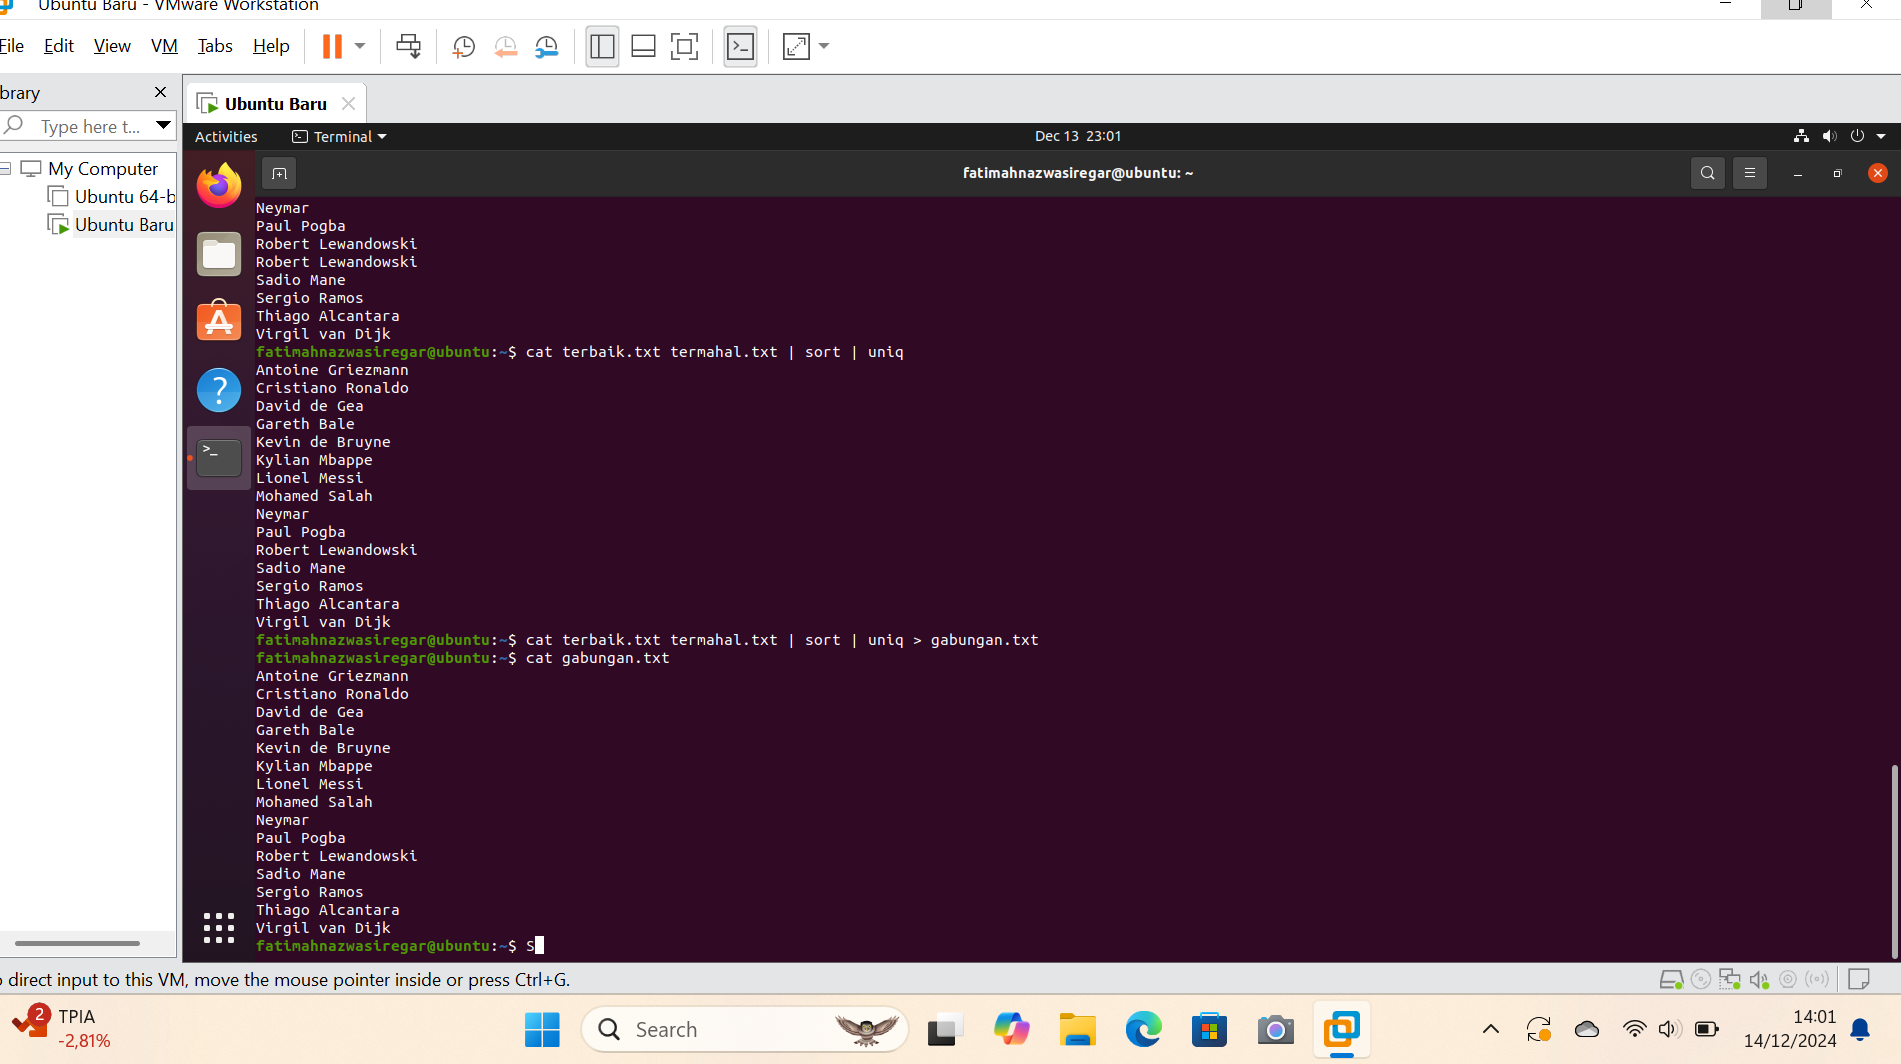 Ubuntu Baru - VMware Workstation
File Edit View VM Tabs Help
brary
Ubuntu Baru
Type here t...
Activities
Terminal
Dec 13 23:01
My Computer
Ubuntu 64-b
Ubuntu Baru
fatimahnazwasiregar@ubuntu: ~
Neymar
Paul Pogba
Robert Lewandowski
Robert Lewandowski
Sadio Mane
Sergio Ramos
Thiago Alcantara
Virgil van Dijk
fatimahnazwasiregar@ubuntu:~$ cat terbaik.txt termahal.txt | sort | uniq
Antoine Griezmann
Cristiano Ronaldo
David de Gea
Gareth Bale
Kevin de Bruyne
Kylian Mbappe
Lionel Messi
Mohamed Salah
Neymar
Paul Pogba
Robert Lewandowski
Sadio Mane
Sergio Ramos
Thiago Alcantara
Virgil van Dijk
fatimahnazwasiregar@ubuntu:~$ cat terbaik.txt termahal.txt | sort | uniq > gabungan.txt
fatimahnazwasiregar@ubuntu:~$ cat gabungan.txt
Antoine Griezmann
Cristiano Ronaldo
David de Gea
Gareth Bale
Kevin de Bruyne
Kylian Mbappe
Lionel Messi
Mohamed Salah
Neymar
Paul Pogba
Robert Lewandowski
Sadio Mane
Sergio Ramos
Thiago Alcantara
Virgil van Dijk
fatimahnazwasiregar@ubuntu:~$ S
o direct input to this VM, move the mouse pointer inside or press Ctrl+G.
2
TPIA
-2,81%
Search
14:01
14/12/2024